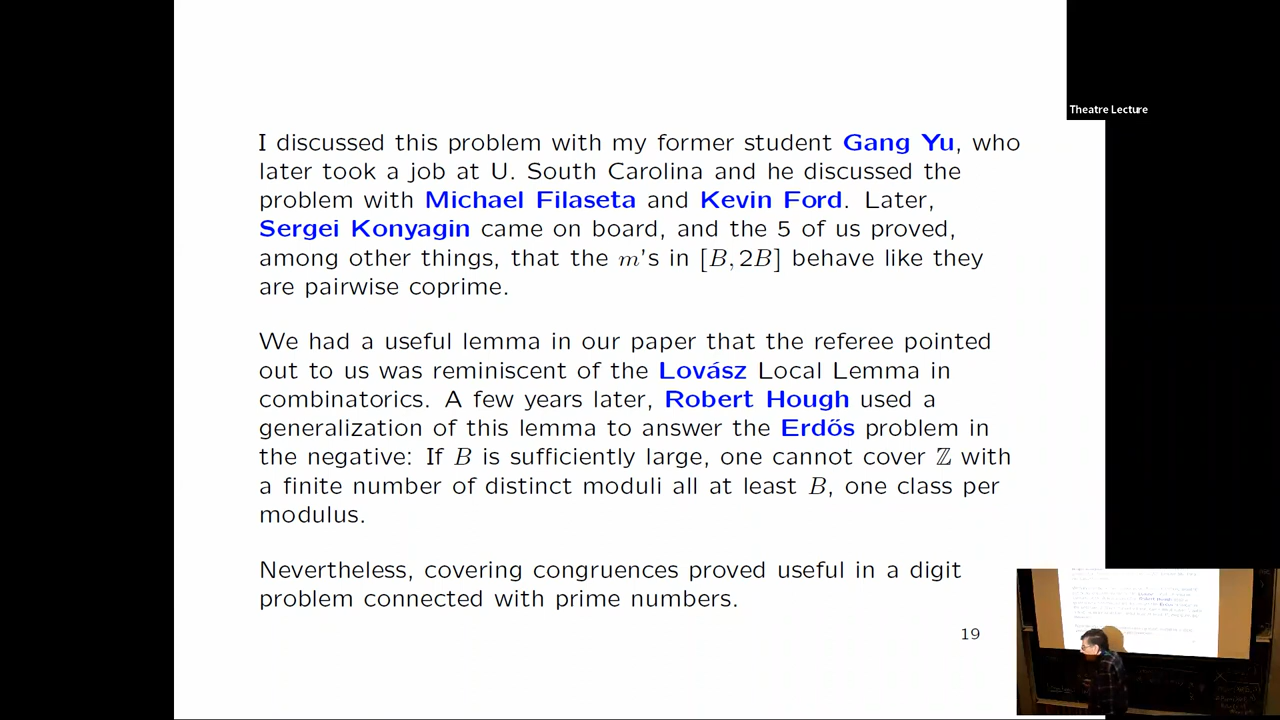 Theatre Lecture
I discussed this problem with my former student Gang Yu, who
later took a job at U. South Carolina and he discussed the
problem with Michael Filaseta and Kevin Ford. Later,
Sergei Konyagin came on board, and the 5 of us proved,
among other things, that the m's in [B, 2B] behave like they
are pairwise coprime.
We had a useful lemma in our paper that the referee pointed
out to us was reminiscent of the Lovász Local Lemma in
combinatorics. A few years later, Robert Hough used a
generalization of this lemma to answer the Erdős problem in
the negative: If B is sufficiently large, one cannot cover ℤ with
a finite number of distinct moduli all at least B, one class per
modulus.
Nevertheless, covering congruences proved useful in a digit
problem connected with prime numbers.
19